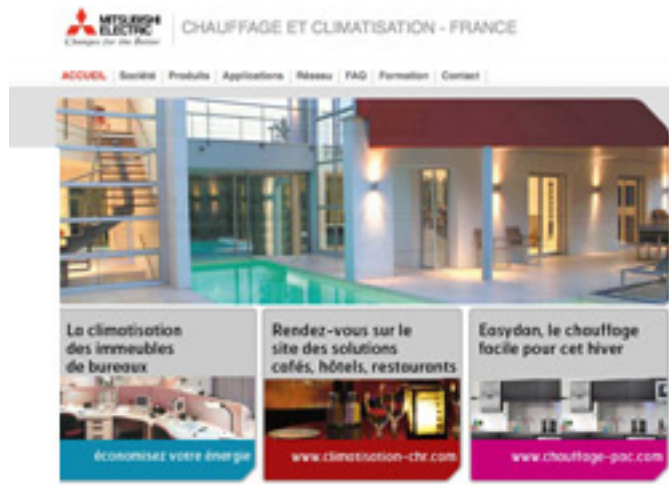 MITSUBISHI
ELECTRIC
Changes for the Better
CHAUFFAGE ET CLIMATISATION - FRANCE
ACCUEIL Société Produits Applications Réseau FAQ Formation Contact
La climatisation
des immeubles
de bureaux
économisez votre énergie
Rendez-vous sur le
site des solutions
cafés, hôtels, restaurants
www.climatisation-chr.com
Easydan, le chauffage
facile pour cet hiver
www.chauffage-pac.com